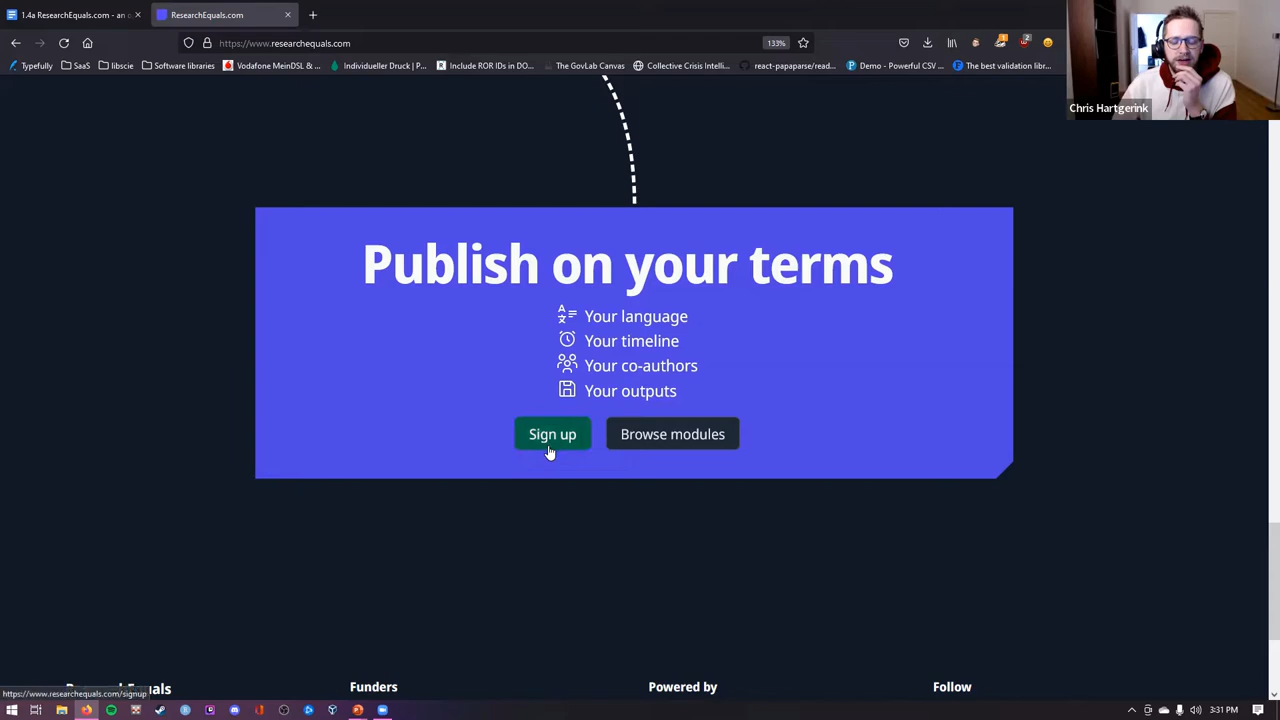 1.4a ResearchEquals.com - an o
ResearchEquals.com
https://www.researchequals.com
133%
Typefully
SaaS
libscie
Software libraries
Vodafone MeinDSL &...
Individueller Druck | P...
Include ROR IDs in DO...
The GovLab Canvas
Collective Crisis Intelli...
react-papaparse/read...
Demo - Powerful CSV ...
The best validation libr...
Chris Hartgerink
Publish on your terms
Your language
Your timeline
Your co-authors
Your outputs
Sign up
Browse modules
Funders
Powered by
Follow
https://www.researchequals.com/signup
3:31 PM